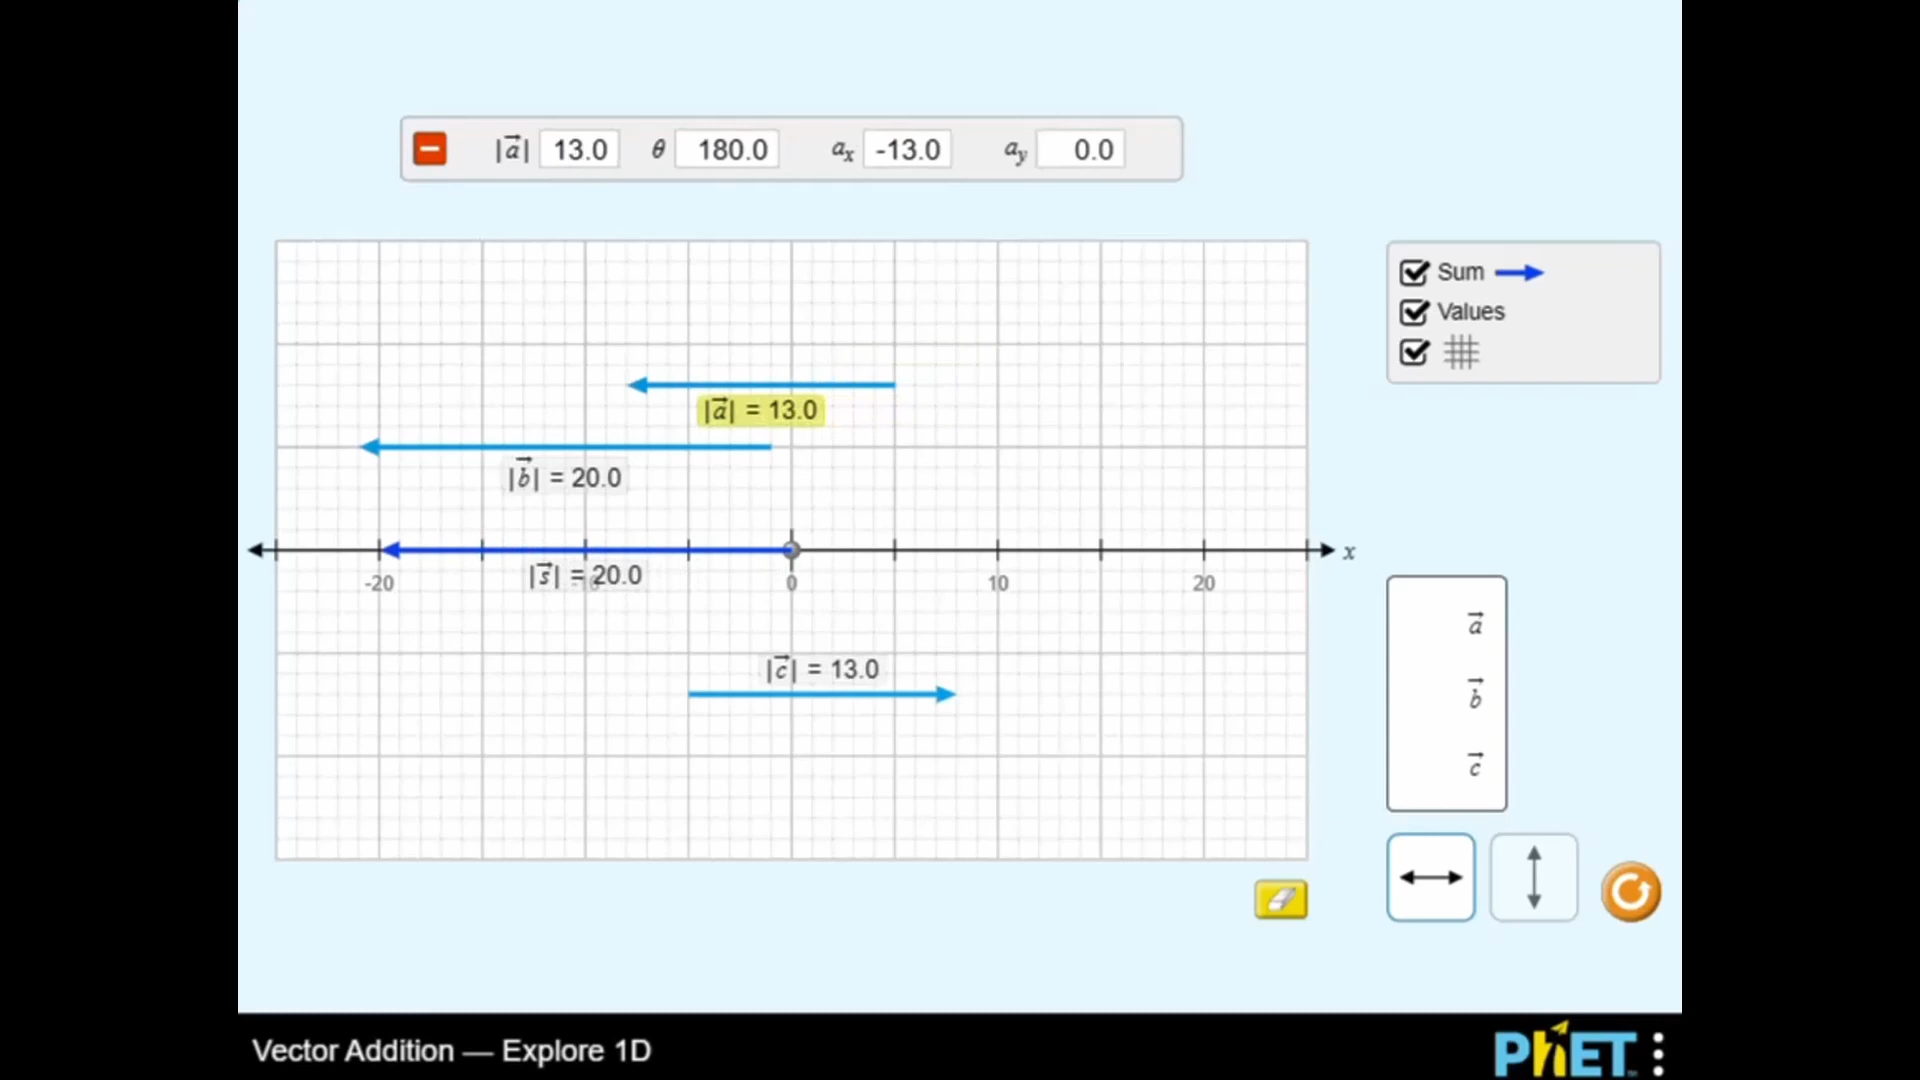 |a⃗| 13.0 θ 180.0 aₓ -13.0 a_y 0.0
Sum
Values
|a⃗| = 13.0
|b⃗| = 20.0
x
|s⃗| = 20.0
-20 0 10 20
a⃗
|c⃗| = 13.0
b⃗
c⃗
Vector Addition — Explore 1D
PhET